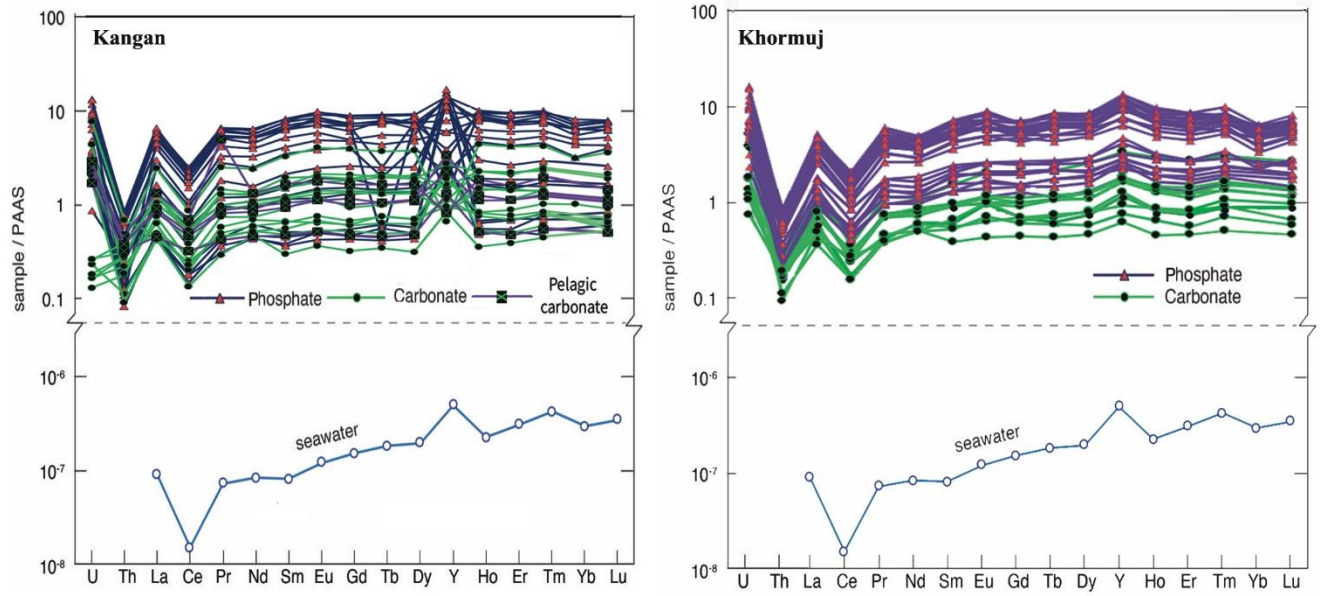 Kangan
100
10
1
0.1
sample / PAAS
Phosphate
Carbonate
Pelagic
carbonate
10-6
10-7
10-8
seawater
U Th La Ce Pr Nd Sm Eu Gd Tb Dy Y Ho Er Tm Yb Lu
Khormuj
100
10
1
0.1
sample / PAAS
Phosphate
Carbonate
10-6
10-7
10-8
seawater
U Th La Ce Pr Nd Sm Eu Gd Tb Dy Y Ho Er Tm Yb Lu